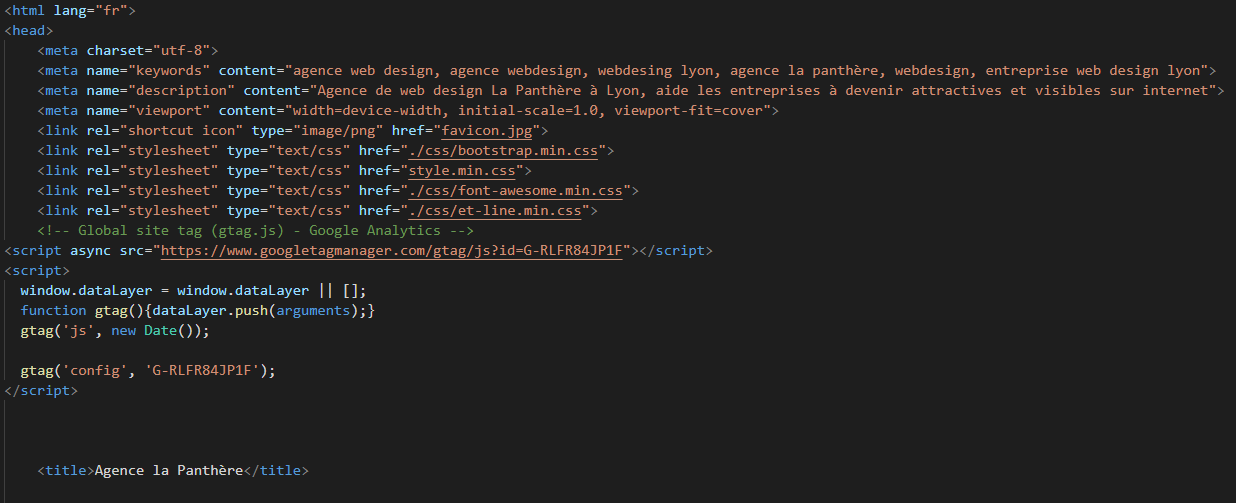 <html lang="fr">
<head>
<meta charset="utf-8">
<meta name="keywords" content="agence web design, agence webdesign, webdesing lyon, agence la panthère, webdesign, entreprise web design lyon">
<meta name="description" content="Agence de web design La Panthère à Lyon, aide les entreprises à devenir attractives et visibles sur internet">
<meta name="viewport" content="width=device-width, initial-scale=1.0, viewport-fit=cover">
<link rel="shortcut icon" type="image/png" href="favicon.jpg">
<link rel="stylesheet" type="text/css" href="./css/bootstrap.min.css">
<link rel="stylesheet" type="text/css" href="style.min.css">
<link rel="stylesheet" type="text/css" href="./css/font-awesome.min.css">
<link rel="stylesheet" type="text/css" href="./css/et-line.min.css">
<!-- Global site tag (gtag.js) - Google Analytics -->
<script async src="https://www.googletagmanager.com/gtag/js?id=G-RLFR84JP1F"></script>
<script>
window.dataLayer = window.dataLayer || [];
function gtag(){dataLayer.push(arguments);}
gtag('js', new Date());
gtag('config', 'G-RLFR84JP1F');
</script>
<title>Agence la Panthère</title>